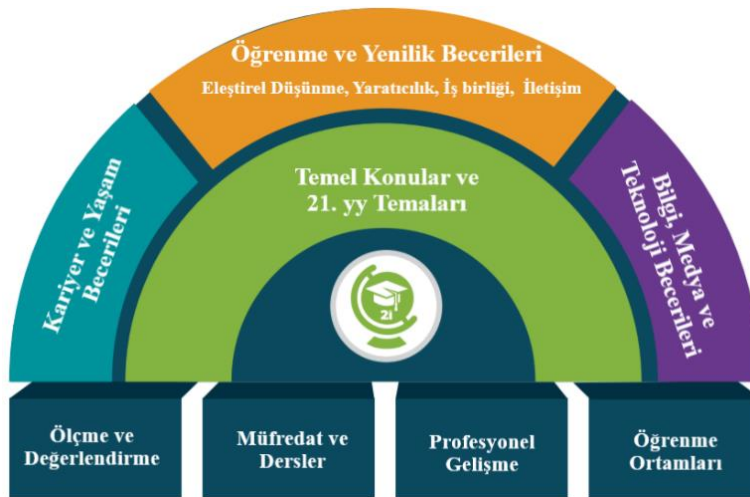 Öğrenme ve Yenilik Becerileri
Eleştirel Düşünme, Yaratıcılık, İş birliği, İletişim
Kariyer ve Yaşam
Becerileri
Temel Konular ve
21. yy Temaları
Bilgi, Medya ve
Teknoloji Becerileri
2i
Ölçme ve
Değerlendirme
Müfredat ve
Dersler
Profesyonel
Gelişme
Öğrenme
Ortamları